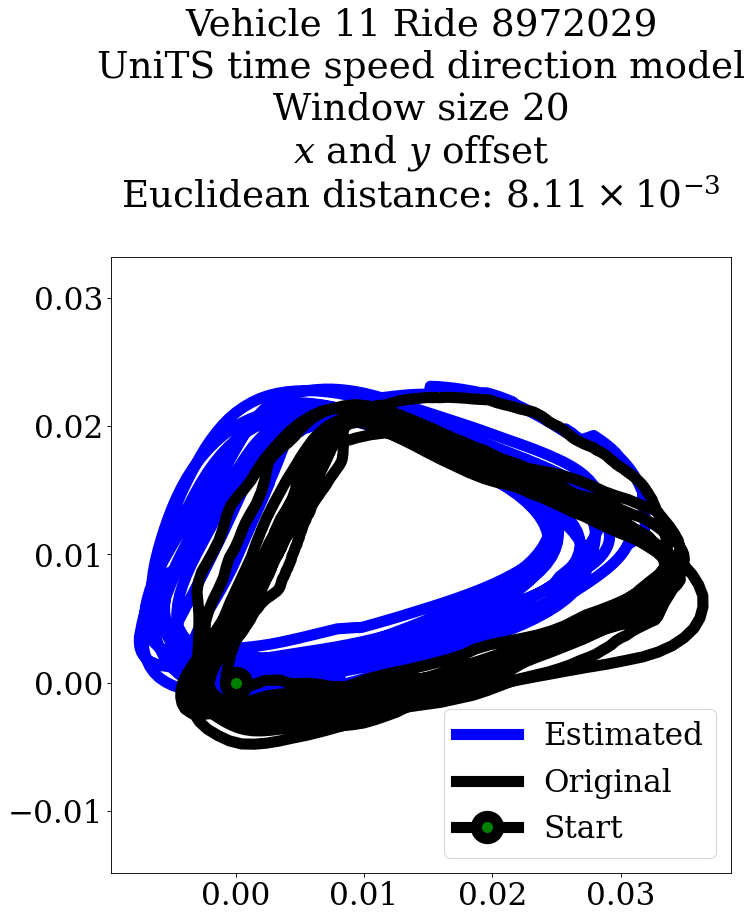 Vehicle 11 Ride 8972029
UniTS time speed direction model
Window size 20
x and y offset
Euclidean distance: 8.11 × 10⁻³
0.03
0.02
0.01
0.00
−0.01
Estimated
Original
Start
0.00 0.01 0.02 0.03